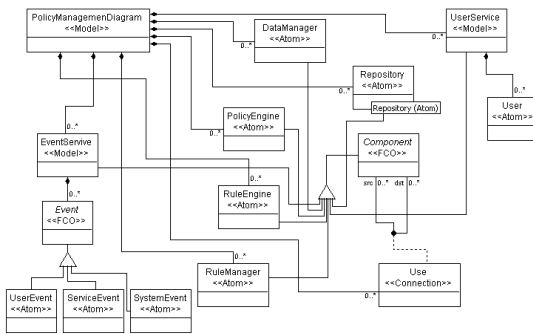 PolicyManagemenDiagram
<<Model>>
DataManager
<<Atom>>
UserService
<<Model>>
0..*
0..*
Repository
<<Atom>>
0..*
Repository (Atom)
0..*
User
<<Atom>>
PolicyEngine
<<Atom>>
0..*
0..*
EventServive
<<Model>>
Component
<<FCO>>
src
0..*
dst
0..*
0..*
RuleEngine
<<Atom>>
0..*
Event
<<FCO>>
0..*
RuleManager
<<Atom>>
Use
<<Connection>>
0..*
UserEvent
<<Atom>>
ServiceEvent
<<Atom>>
SystemEvent
<<Atom>>